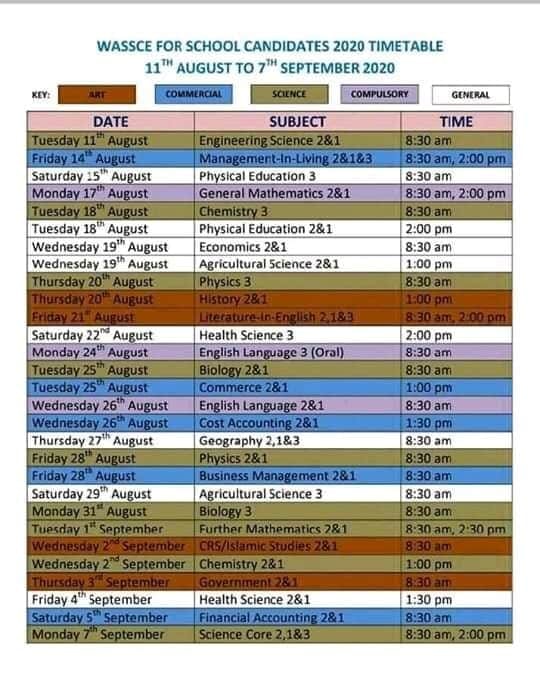 WASSCE FOR SCHOOL CANDIDATES 2020 TIMETABLE
11TH AUGUST TO 7TH SEPTEMBER 2020
KEY: ART COMMERCIAL SCIENCE COMPULSORY GENERAL
DATE SUBJECT TIME
Tuesday 11th August Engineering Science 2&1 8:30 am
Friday 14th August Management-In-Living 2&1&3 8:30 am, 2:00 pm
Saturday 15th August Physical Education 3 8:30 am
Monday 17th August General Mathematics 2&1 8:30 am, 2:00 pm
Tuesday 18th August Chemistry 3 8:30 am
Tuesday 18th August Physical Education 2&1 2:00 pm
Wednesday 19th August Economics 2&1 8:30 am
Wednesday 19th August Agricultural Science 2&1 1:00 pm
Thursday 20th August Physics 3 8:30 am
Thursday 20th August History 2&1 1:00 pm
Friday 21st August Literature-in-English 2,1&3 8:30 am, 2:00 pm
Saturday 22nd August Health Science 3 2:00 pm
Monday 24th August English Language 3 (Oral) 8:30 am
Tuesday 25th August Biology 2&1 8:30 am
Tuesday 25th August Commerce 2&1 1:00 pm
Wednesday 26th August English Language 2&1 8:30 am
Wednesday 26th August Cost Accounting 2&1 1:30 pm
Thursday 27th August Geography 2,1&3 8:30 am
Friday 28th August Physics 2&1 8:30 am
Friday 28th August Business Management 2&1 8:30 am
Saturday 29th August Agricultural Science 3 8:30 am
Monday 31st August Biology 3 8:30 am
Tuesday 1st September Further Mathematics 2&1 8:30 am, 2:30 pm
Wednesday 2nd September CRS/Islamic Studies 2&1 8:30 am
Wednesday 2nd September Chemistry 2&1 1:00 pm
Thursday 3rd September Government 2&1 8:30 am
Friday 4th September Health Science 2&1 1:30 pm
Saturday 5th September Financial Accounting 2&1 8:30 am
Monday 7th September Science Core 2,1&3 8:30 am, 2:00 pm